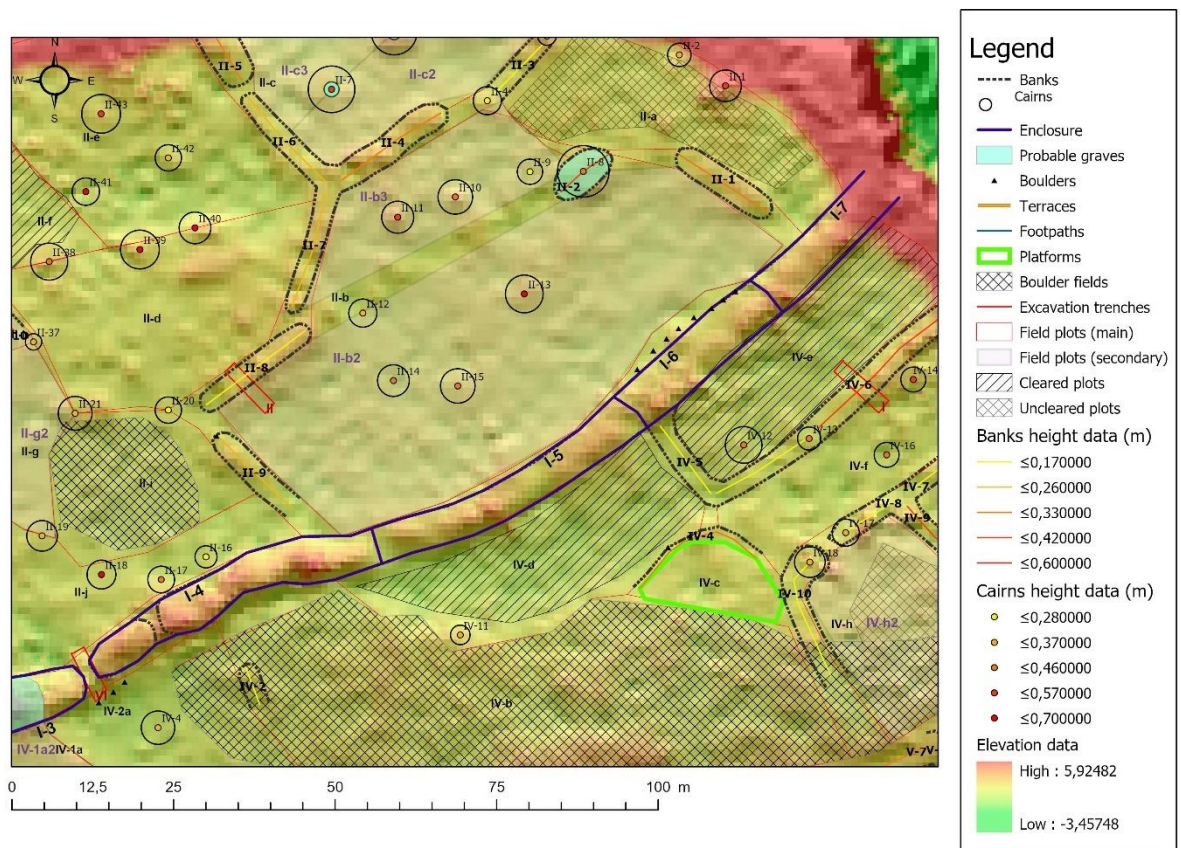 N
W E
S
II-5
II-c
II-c3
II-7
II-c2
II-3
II-4
II-2
II-1
II-43
II-e
II-6
II-4
II-a
II-42
II-9
II-8
II-2
II-1
II-41
II-b3
II-10
II-11
I-7
II-f
II-40
II-39
II-38
II-7
II-13
II-b
II-12
II-d
II-37
II-b2
I-6
IV-e
II-8
II
II-14
II-15
IV-6
IV-14
I
II-21
II-20
II-g2
II-g
II-9
I-5
IV-5
IV-12
IV-13
IV-f
IV-16
II-i
IV-7
IV-8
IV-9
II-19
IV-4
IV-17
II-16
II-18
II-17
II-j
I-4
IV-d
IV-c
IV-18
IV-10
IV-h
IV-h2
IV-11
IV-2
IV-b
VI
IV-2a
I-3
IV-4
IV-1a2 IV-1a
V-7
0 12,5 25 50 75 100 m
Legend
Banks
Cairns
Enclosure
Probable graves
Boulders
Terraces
Footpaths
Platforms
Boulder fields
Excavation trenches
Field plots (main)
Field plots (secondary)
Cleared plots
Uncleared plots
Banks height data (m)
≤0,170000
≤0,260000
≤0,330000
≤0,420000
≤0,600000
Cairns height data (m)
≤0,280000
≤0,370000
≤0,460000
≤0,570000
≤0,700000
Elevation data
High : 5,92482
Low : -3,45748